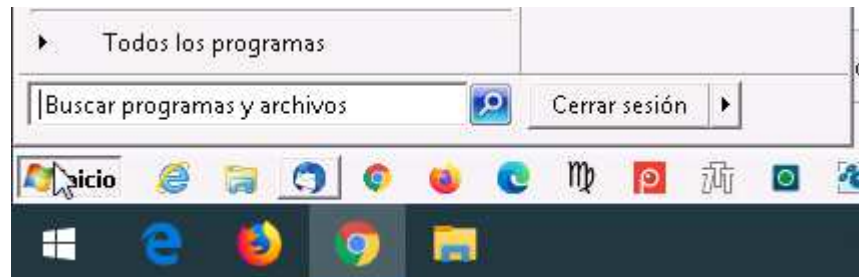 Todos los programas
Buscar programas y archivos
Cerrar sesión
Inicio